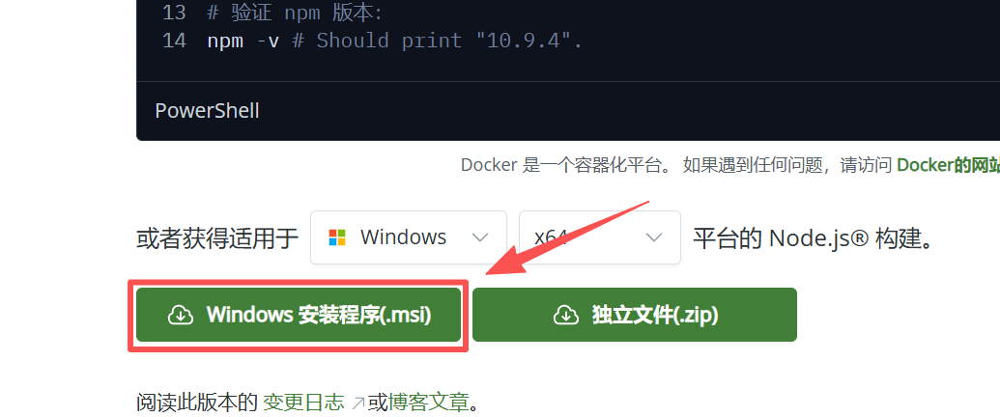 13 # 验证 npm 版本:
14 npm -v # Should print "10.9.4".
PowerShell
Docker 是一个容器化平台。 如果遇到任何问题，请访问 Docker的网站
或者获得适用于 Windows x64 平台的 Node.js® 构建。
Windows 安装程序(.msi) 独立文件(.zip)
阅读此版本的 变更日志 ↗或博客文章。